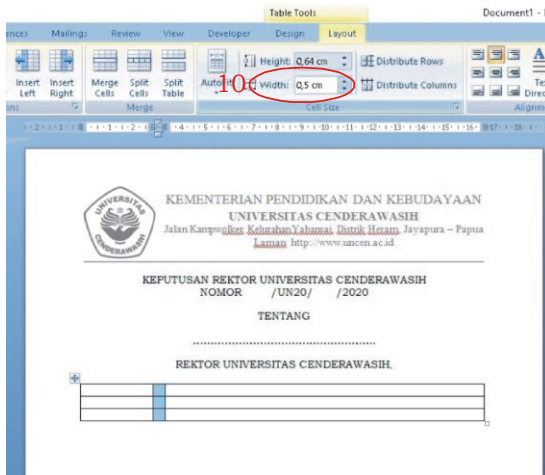 Table Tools
Document1 -
ences Mailings Review View Developer Design Layout
Insert Left
Insert Right
Merge Cells
Split Cells
Split Table
AutoFit
10
Height: 0,64 cm
Width: 0,5 cm
Distribute Rows
Distribute Columns
Merge
Cell Size
Alignm
UNIVERSITAS
CENDERAWASIH
KEMENTERIAN PENDIDIKAN DAN KEBUDAYAAN
UNIVERSITAS CENDERAWASIH
Jalan Kampwolker, Kelurahan Yabansai, Distrik Heram, Jayapura – Papua
Laman http://www.uncen.ac.id
KEPUTUSAN REKTOR UNIVERSITAS CENDERAWASIH
NOMOR /UN20/ /2020
TENTANG
REKTOR UNIVERSITAS CENDERAWASIH,